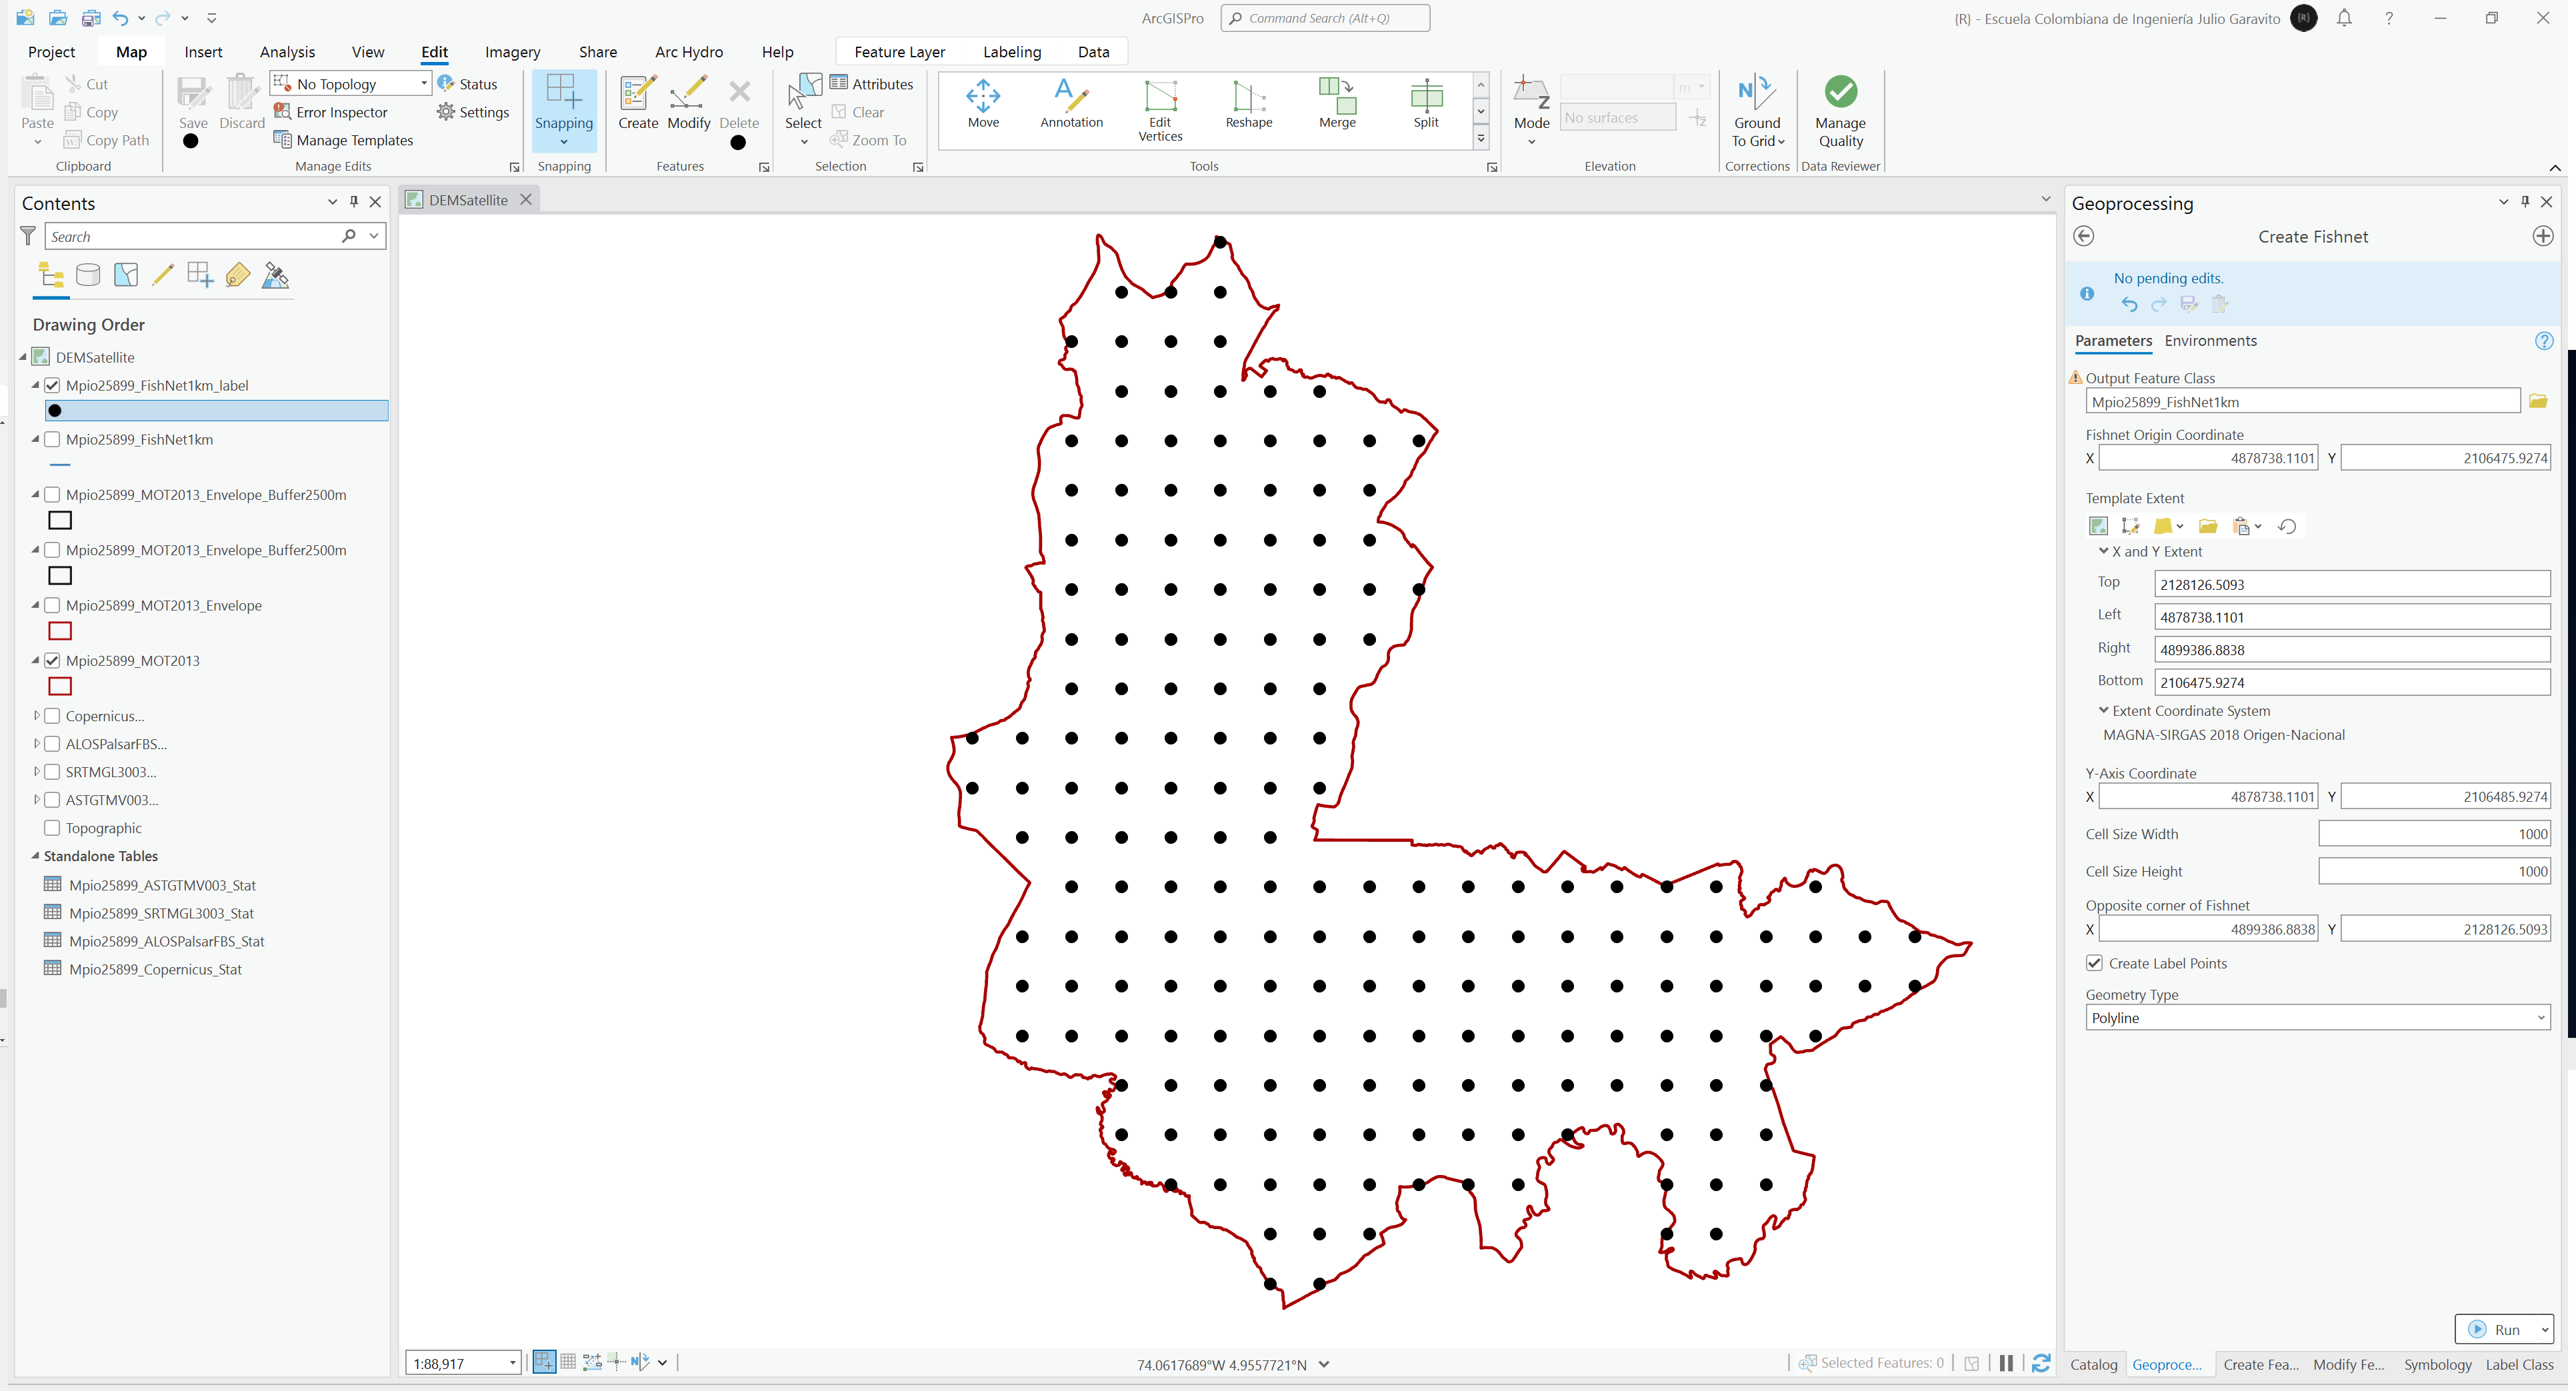 ArcGISPro
Command Search (Alt+Q)
{R} - Escuela Colombiana de Ingeniería Julio Garavito
{R}
?
Project Map Insert Analysis View Edit Imagery Share Arc Hydro Help Feature Layer Labeling Data
Paste
Cut
Copy
Copy Path
Clipboard
Save
Discard
No Topology
Error Inspector
Manage Templates
Status
Settings
Manage Edits
Snapping
Snapping
Create
Modify
Delete
Features
Select
Attributes
Clear
Zoom To
Selection
Move
Annotation
Edit
Vertices
Reshape
Merge
Split
Tools
Mode
m
No surfaces
Elevation
Ground
To Grid
Corrections
Manage
Quality
Data Reviewer
Contents
Search
Drawing Order
DEMSatellite
Mpio25899_FishNet1km_label
Mpio25899_FishNet1km
Mpio25899_MOT2013_Envelope_Buffer2500m
Mpio25899_MOT2013_Envelope_Buffer2500m
Mpio25899_MOT2013_Envelope
Mpio25899_MOT2013
Copernicus...
ALOSPalsarFBS...
SRTMGL3003...
ASTGTMV003...
Topographic
Standalone Tables
Mpio25899_ASTGTMV003_Stat
Mpio25899_SRTMGL3003_Stat
Mpio25899_ALOSPalsarFBS_Stat
Mpio25899_Copernicus_Stat
DEMSatellite
1:88,917
74.0617689°W 4.9557721°N
Selected Features: 0
Geoprocessing
Create Fishnet
No pending edits.
Parameters Environments
?
Output Feature Class
Mpio25899_FishNet1km
Fishnet Origin Coordinate
X 4878738.1101 Y 2106475.9274
Template Extent
X and Y Extent
Top 2128126.5093
Left 4878738.1101
Right 4899386.8838
Bottom 2106475.9274
Extent Coordinate System
MAGNA-SIRGAS 2018 Origen-Nacional
Y-Axis Coordinate
X 4878738.1101 Y 2106485.9274
Cell Size Width 1000
Cell Size Height 1000
Opposite corner of Fishnet
X 4899386.8838 Y 2128126.5093
Create Label Points
Geometry Type
Polyline
Run
Catalog Geoproce... Create Fea... Modify Fe... Symbology Label Class